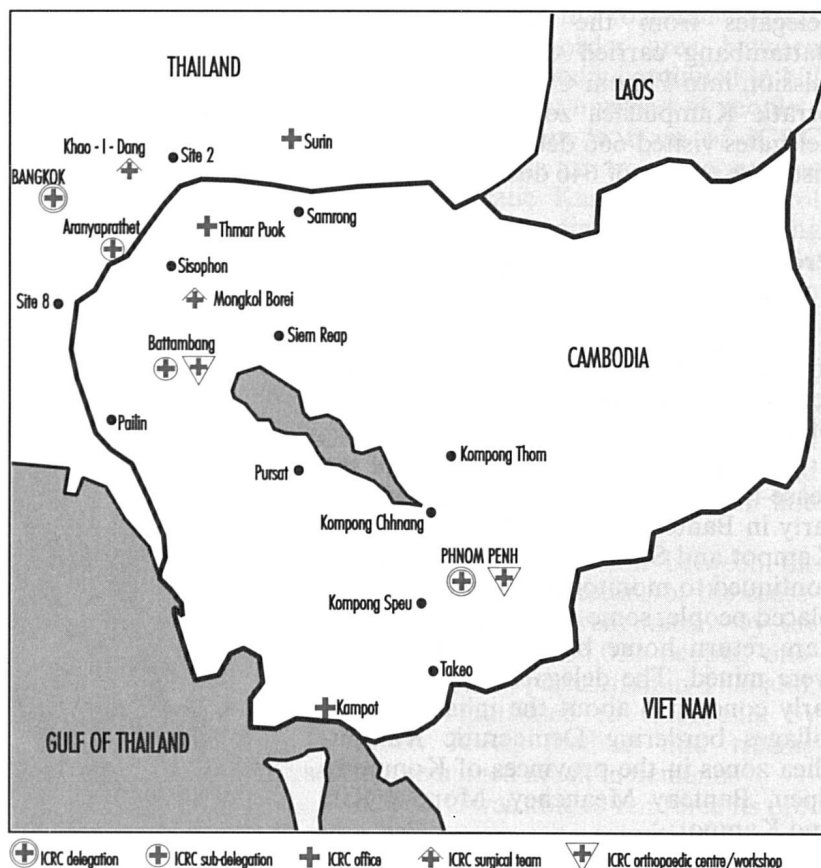 THAILAND
LAOS
Khao - I - Dang
Site 2
Surin
BANGKOK
Aranyaprathet
Thmar Puok
Samrong
Sisophon
Site 8
Mongkol Borei
Battambang
Siem Reap
CAMBODIA
Pailin
Pursat
Kompong Thom
Kompong Chhnang
PHNOM PENH
Kompong Speu
Takeo
Kampot
VIET NAM
GULF OF THAILAND
ICRC delegation ICRC sub-delegation ICRC office ICRC surgical team ICRC orthopaedic centre/workshop